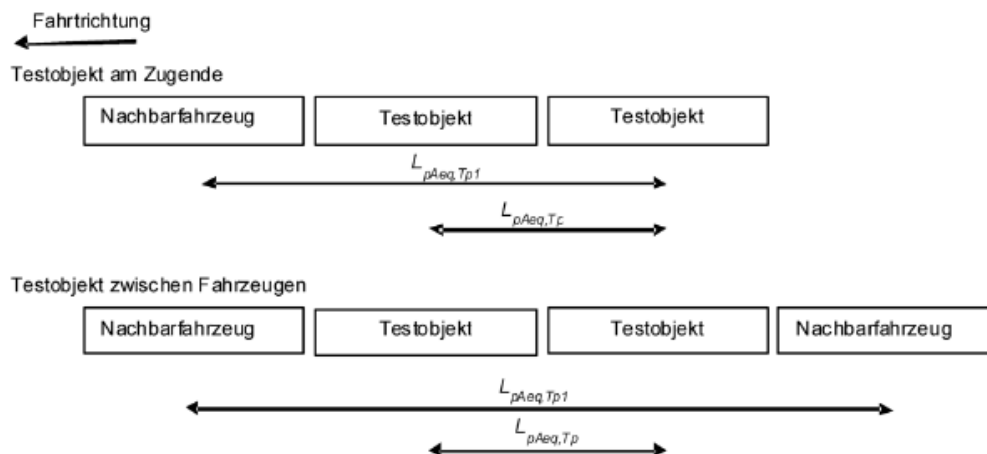 Fahrtrichtung
Testobjekt am Zugende
Nachbarfahrzeug Testobjekt Testobjekt
L_pAeq,Tp1
L_pAeq,Tp
Testobjekt zwischen Fahrzeugen
Nachbarfahrzeug Testobjekt Testobjekt Nachbarfahrzeug
L_pAeq,Tp1
L_pAeq,Tp